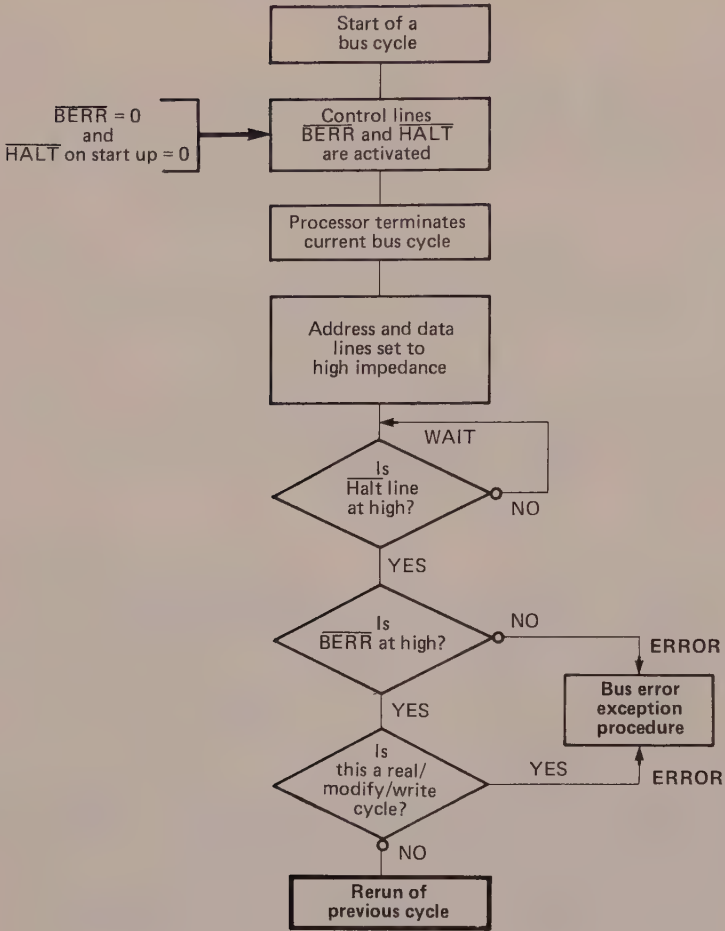 Start of a
bus cycle
BERR = 0
and
HALT on start up = 0
Control lines
BERR and HALT
are activated
Processor terminates
current bus cycle
Address and data
lines set to
high impedance
WAIT
Is
Halt line
at high?
NO
YES
Is
BERR at high?
NO
ERROR
Bus error
exception
procedure
YES
Is
this a real/
modify/write
cycle?
YES
ERROR
NO
Rerun of
previous cycle